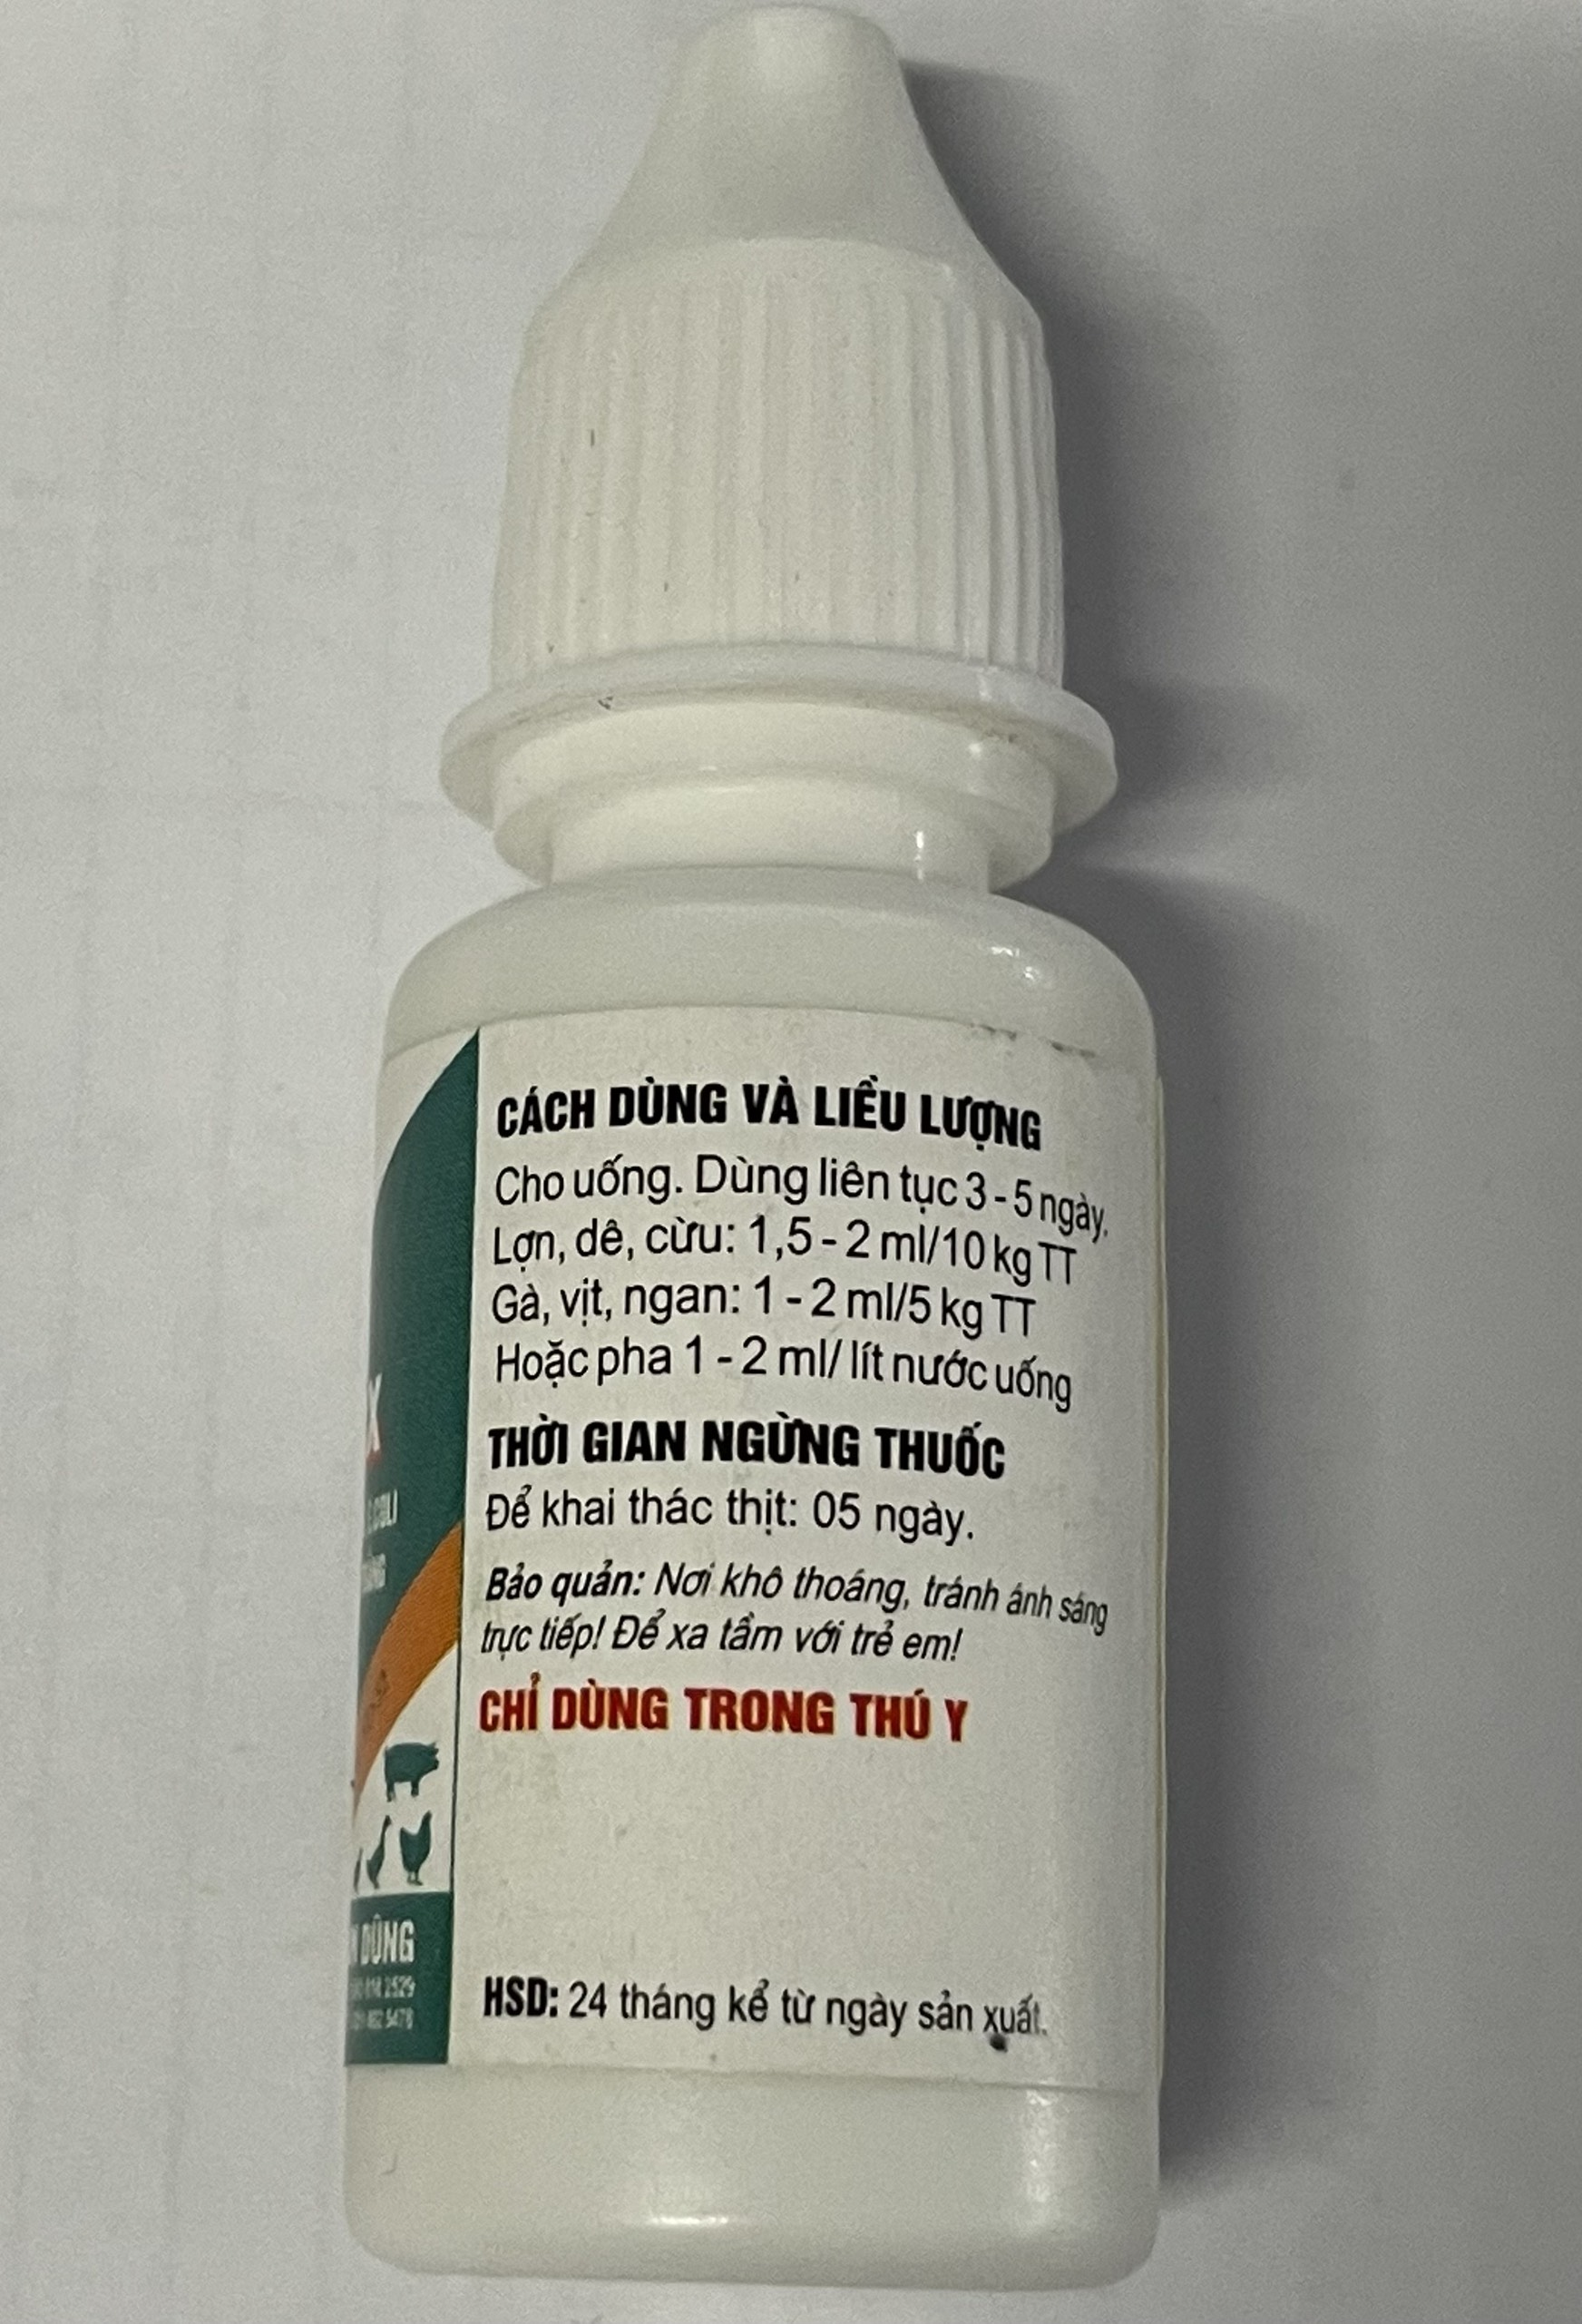 CÁCH DÙNG VÀ LIỀU LƯỢNG
Cho uống. Dùng liên tục 3 - 5 ngày.
Lợn, dê, cừu: 1,5 - 2 ml/10 kg TT
Gà, vịt, ngan: 1 - 2 ml/5 kg TT
Hoặc pha 1 - 2 ml/ lít nước uống
THỜI GIAN NGỪNG THUỐC
Để khai thác thịt: 05 ngày.
Bảo quản: Nơi khô thoáng, tránh ánh sáng
trực tiếp! Để xa tầm với trẻ em!
CHỈ DÙNG TRONG THÚ Y
HSD: 24 tháng kể từ ngày sản xuất.
X
COLI
DŨNG
2529
5478